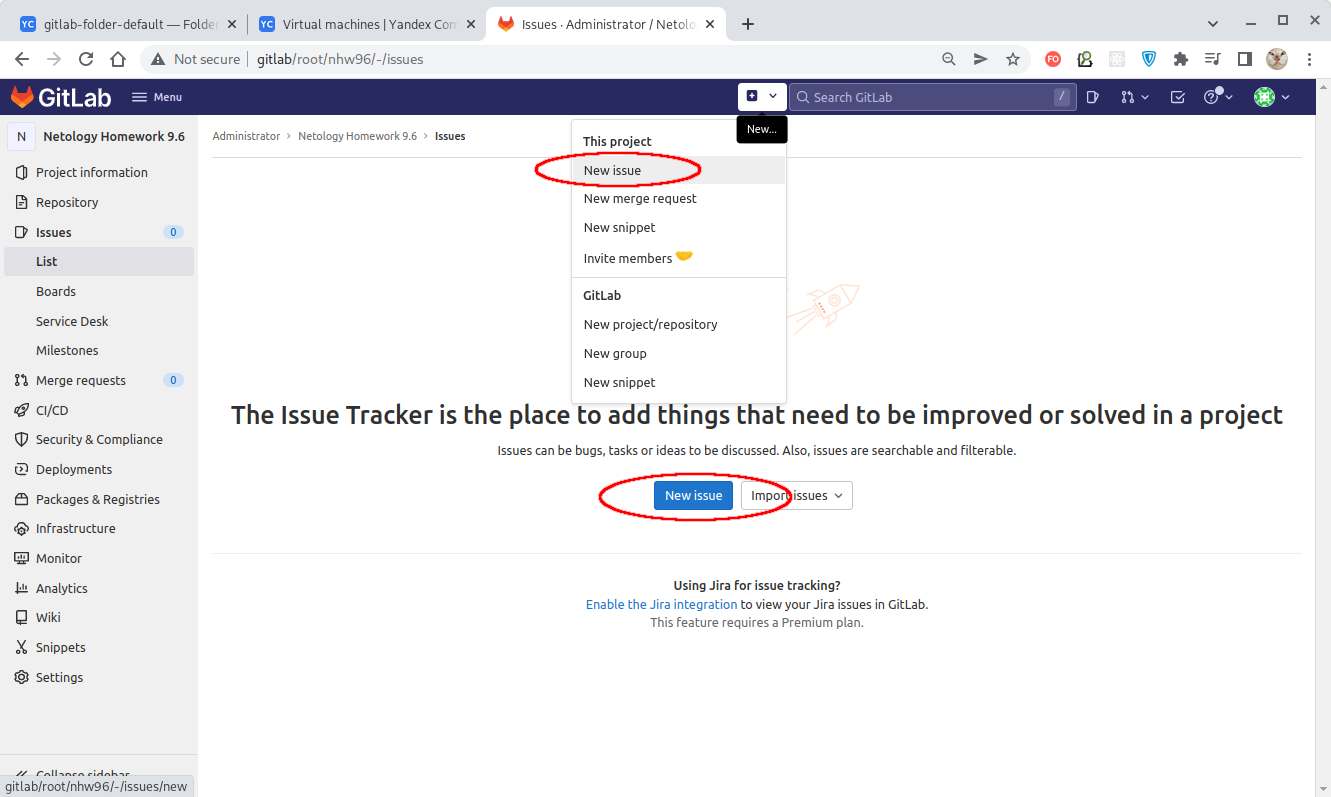 gitlab-folder-default — Folder
Virtual machines | Yandex Com
Issues · Administrator / Netolo
Not secure
gitlab/root/nhw96/-/issues
GitLab
Menu
Search GitLab
/
New...
N
Netology Homework 9.6
Administrator > Netology Homework 9.6 > Issues
Project information
Repository
Issues 0
List
Boards
Service Desk
Milestones
Merge requests 0
CI/CD
Security & Compliance
Deployments
Packages & Registries
Infrastructure
Monitor
Analytics
Wiki
Snippets
Settings
Collapse sidebar
gitlab/root/nhw96/-/issues/new
This project
New issue
New merge request
New snippet
Invite members
GitLab
New project/repository
New group
New snippet
The Issue Tracker is the place to add things that need to be improved or solved in a project
Issues can be bugs, tasks or ideas to be discussed. Also, issues are searchable and filterable.
New issue
Import issues
Using Jira for issue tracking?
Enable the Jira integration to view your Jira issues in GitLab.
This feature requires a Premium plan.